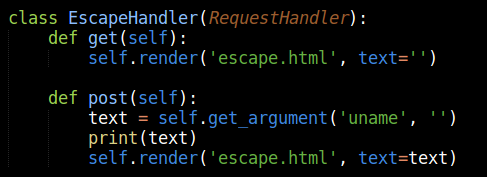 class EscapeHandler(RequestHandler):
    def get(self):
        self.render('escape.html', text='')

    def post(self):
        text = self.get_argument('uname', '')
        print(text)
        self.render('escape.html', text=text)